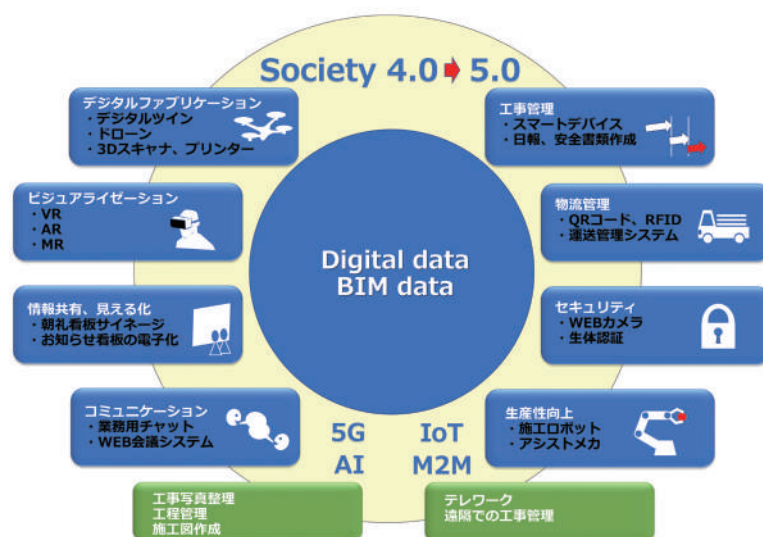 Society 4.0 5.0
デジタルファブリケーション
・デジタルツイン
・ドローン
・3Dスキャナ、プリンター
ビジュアライゼーション
・VR
・AR
・MR
情報共有、見える化
・朝礼看板サイネージ
・お知らせ看板の電子化
コミュニケーション
・業務用チャット
・WEB会議システム
Digital data
BIM data
工事管理
・スマートデバイス
・日報、安全書類作成
物流管理
・QRコード、RFID
・運送管理システム
セキュリティ
・WEBカメラ
・生体認証
生産性向上
・施工ロボット
・アシストメカ
5G IoT
AI M2M
工事写真整理
工程管理
施工図作成
テレワーク
遠隔での工事管理